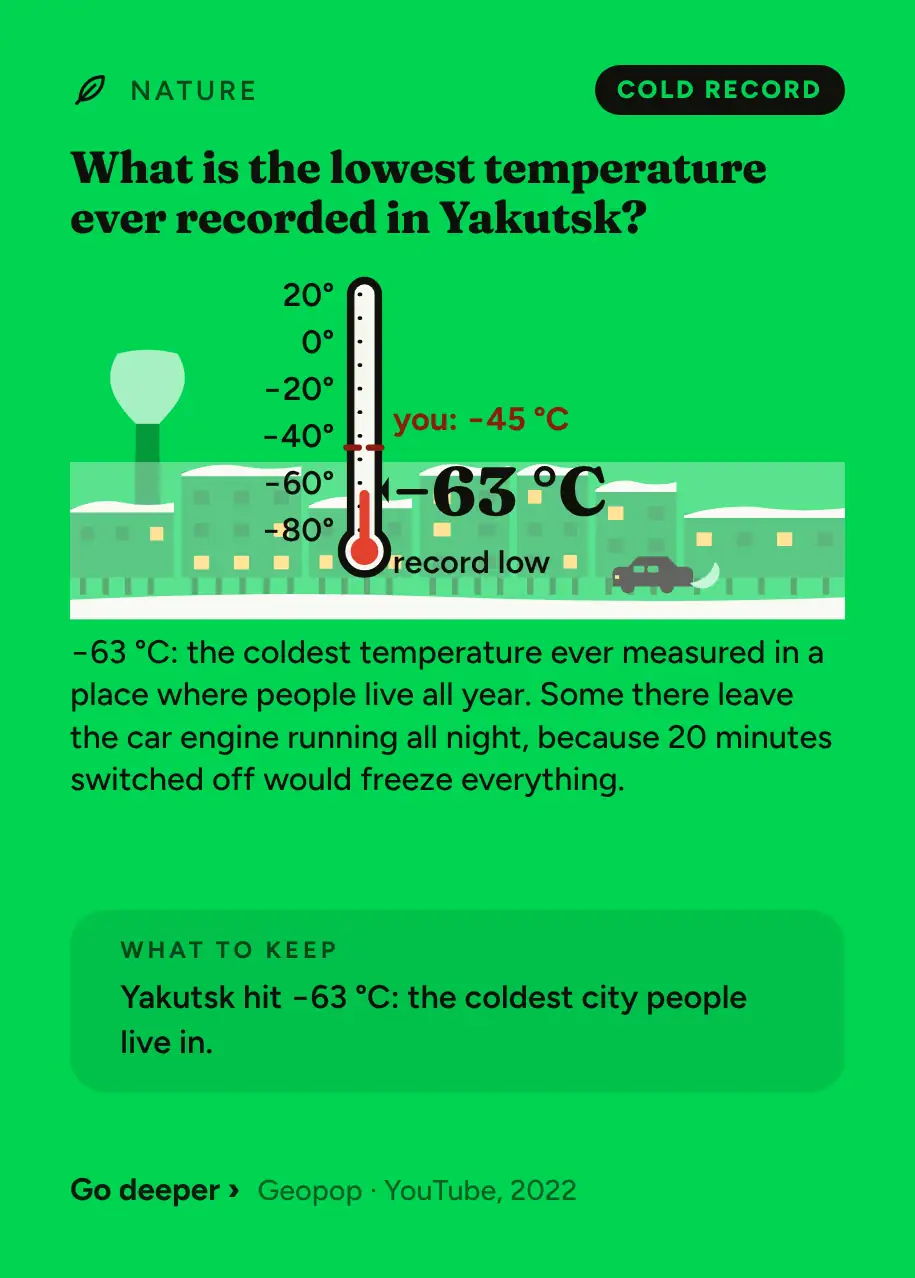 NATURE
COLD RECORD
What is the lowest temperature
ever recorded in Yakutsk?
20°
0°
−20°
you: −45 °C
−40°
−60°
−63 °C
−80°
record low
−63 °C: the coldest temperature ever measured in a
place where people live all year. Some there leave
the car engine running all night, because 20 minutes
switched off would freeze everything.
WHAT TO KEEP
Yakutsk hit −63 °C: the coldest city people
live in.
Go deeper › Geopop · YouTube, 2022